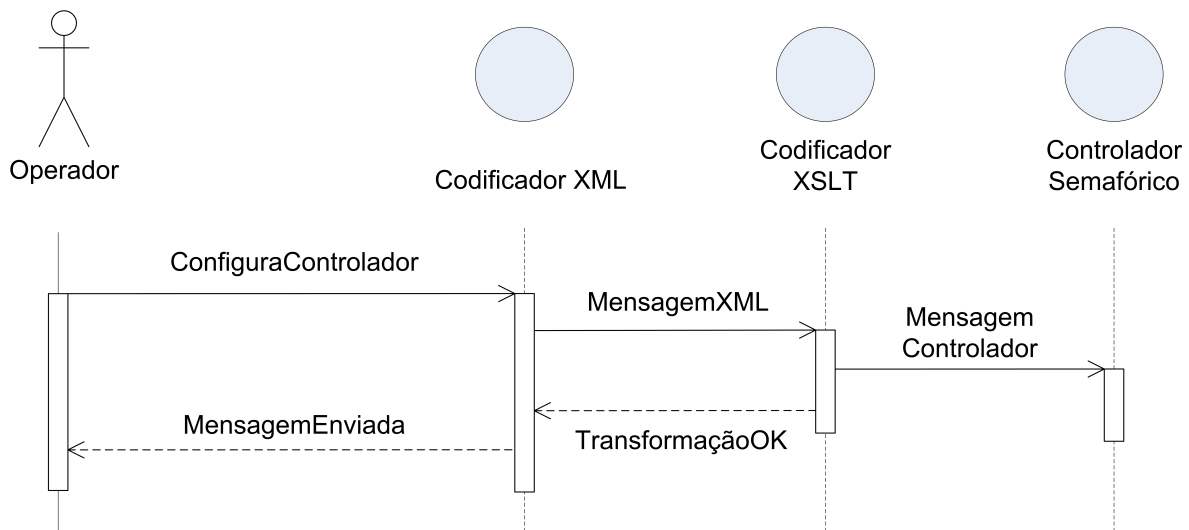 Operador
Codificador XML
Codificador
XSLT
Controlador
Semafórico
ConfiguraControlador
MensagemXML
Mensagem
Controlador
MensagemEnviada
TransformaçãoOK